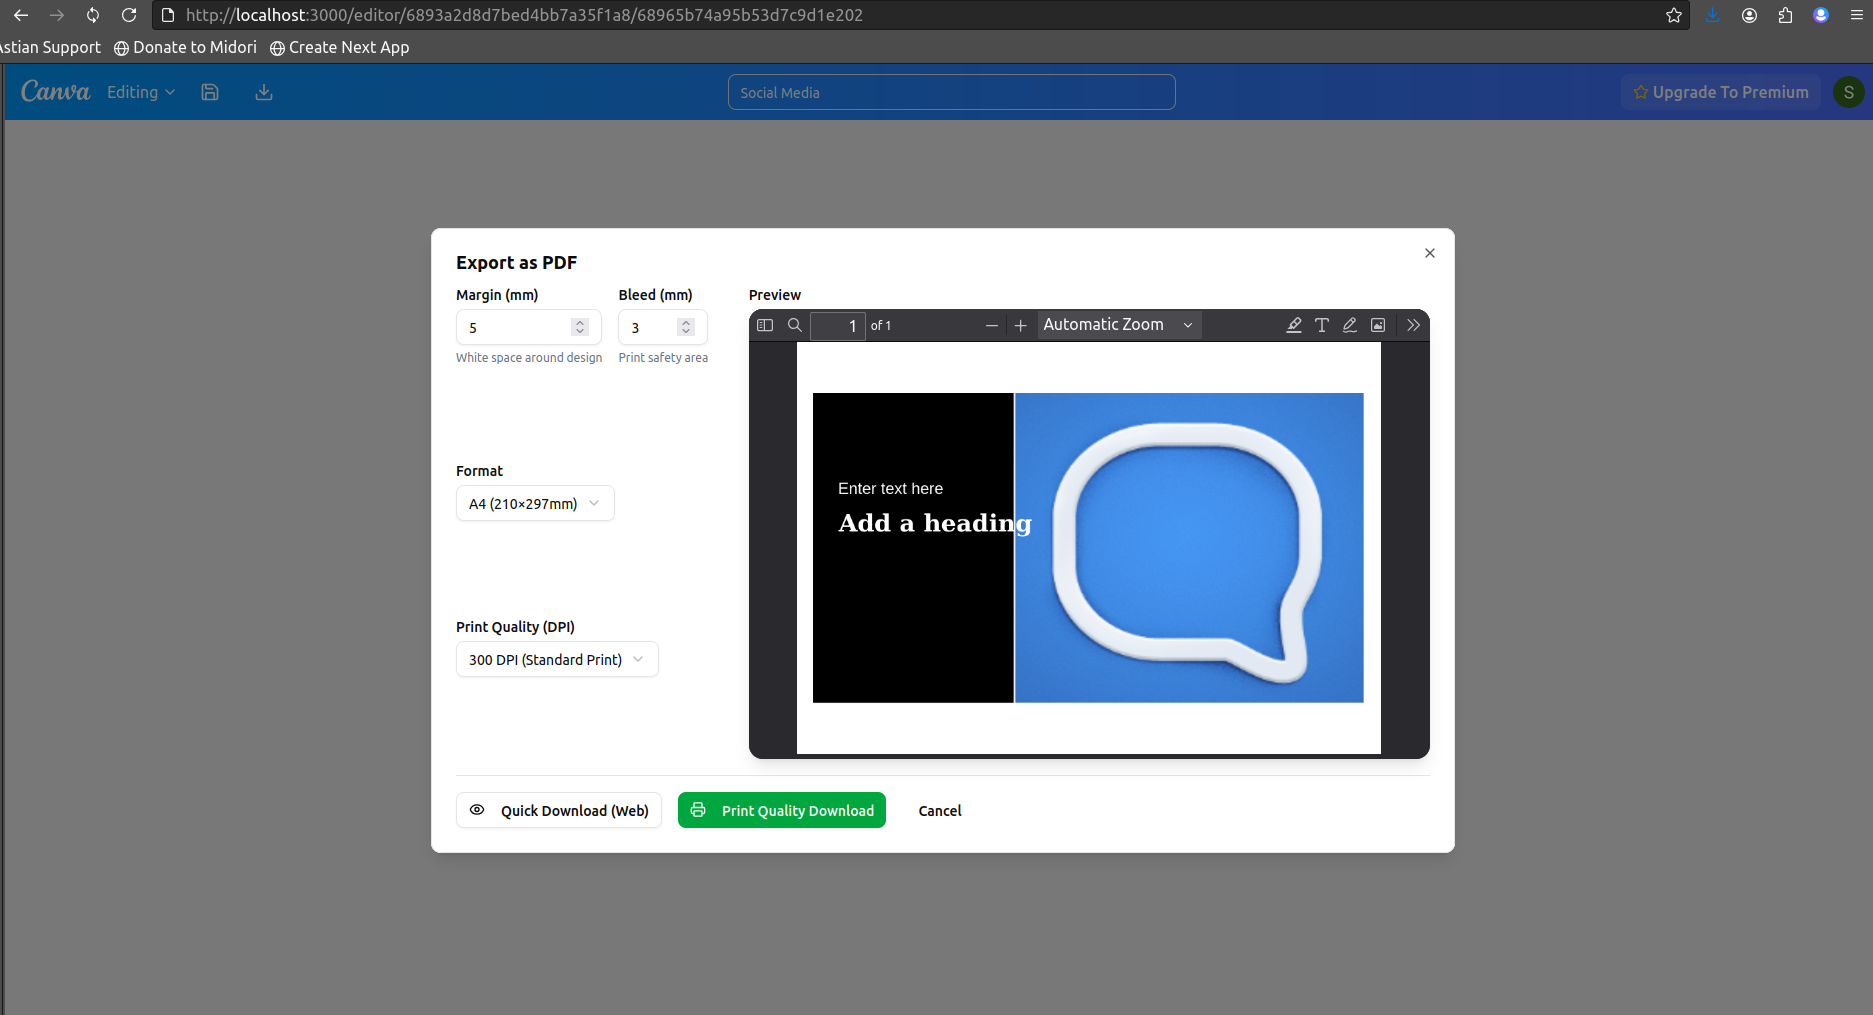 http://localhost:3000/editor/6893a2d8d7bed4bb7a35f1a8/68965b74a95b53d7c9d1e202
Astian Support Donate to Midori Create Next App
Canva Editing Social Media Upgrade To Premium S
Export as PDF
Margin (mm) Bleed (mm) Preview
5 3 1 of 1 Automatic Zoom
White space around design Print safety area
Enter text here
Add a heading
Format
A4 (210×297mm)
Print Quality (DPI)
300 DPI (Standard Print)
Quick Download (Web) Print Quality Download Cancel